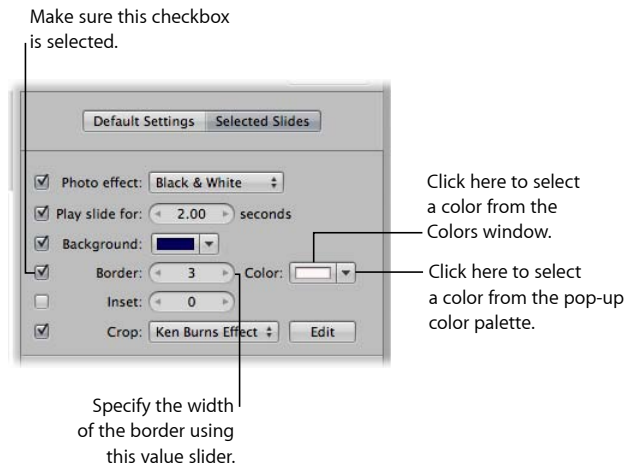 Make sure this checkbox
is selected.
Default Settings Selected Slides
Photo effect: Black & White
Play slide for: 2.00 seconds
Background:
Border: 3 Color:
Inset: 0
Crop: Ken Burns Effect Edit
Click here to select
a color from the
Colors window.
Click here to select
a color from the pop-up
color palette.
Specify the width
of the border using
this value slider.